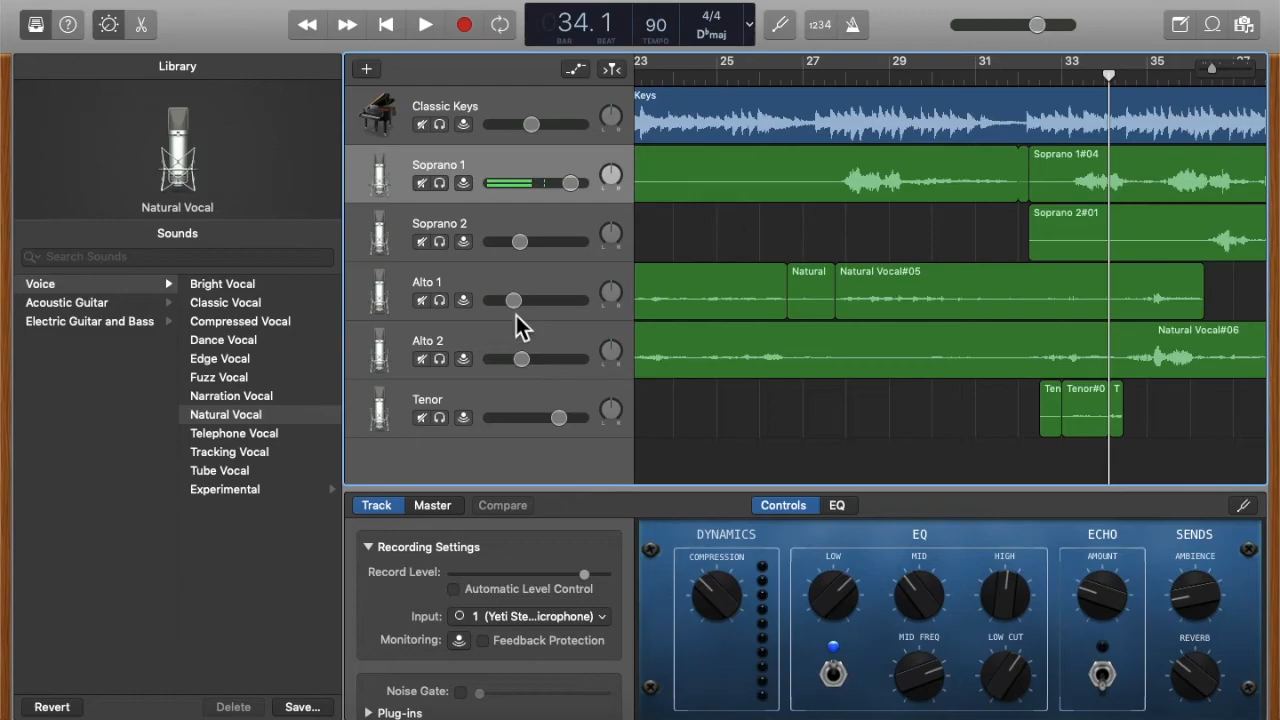 34.1
BAR
BEAT
90
TEMPO
4/4
D♭maj
1234
Library
Natural Vocal
Sounds
Search Sounds
Voice
Acoustic Guitar
Electric Guitar and Bass
Bright Vocal
Classic Vocal
Compressed Vocal
Dance Vocal
Edge Vocal
Fuzz Vocal
Narration Vocal
Natural Vocal
Telephone Vocal
Tracking Vocal
Tube Vocal
Experimental
Revert
Delete
Save...
23
25
27
29
31
33
35
37
Classic Keys
L R
Keys
Soprano 1
L R
Soprano 1#04
Soprano 2
L R
Soprano 2#01
Alto 1
L R
Natural
Natural Vocal#05
Alto 2
L R
Natural Vocal#06
Tenor
L R
Ten
Tenor#0
T
Track
Master
Compare
Controls
EQ
Recording Settings
Record Level:
Automatic Level Control
Input:
1 (Yeti Ste...icrophone)
Monitoring:
Feedback Protection
Noise Gate:
Plug-ins
DYNAMICS
COMPRESSION
EQ
LOW
MID
HIGH
MID FREQ
LOW CUT
ECHO
AMOUNT
SENDS
AMBIENCE
REVERB